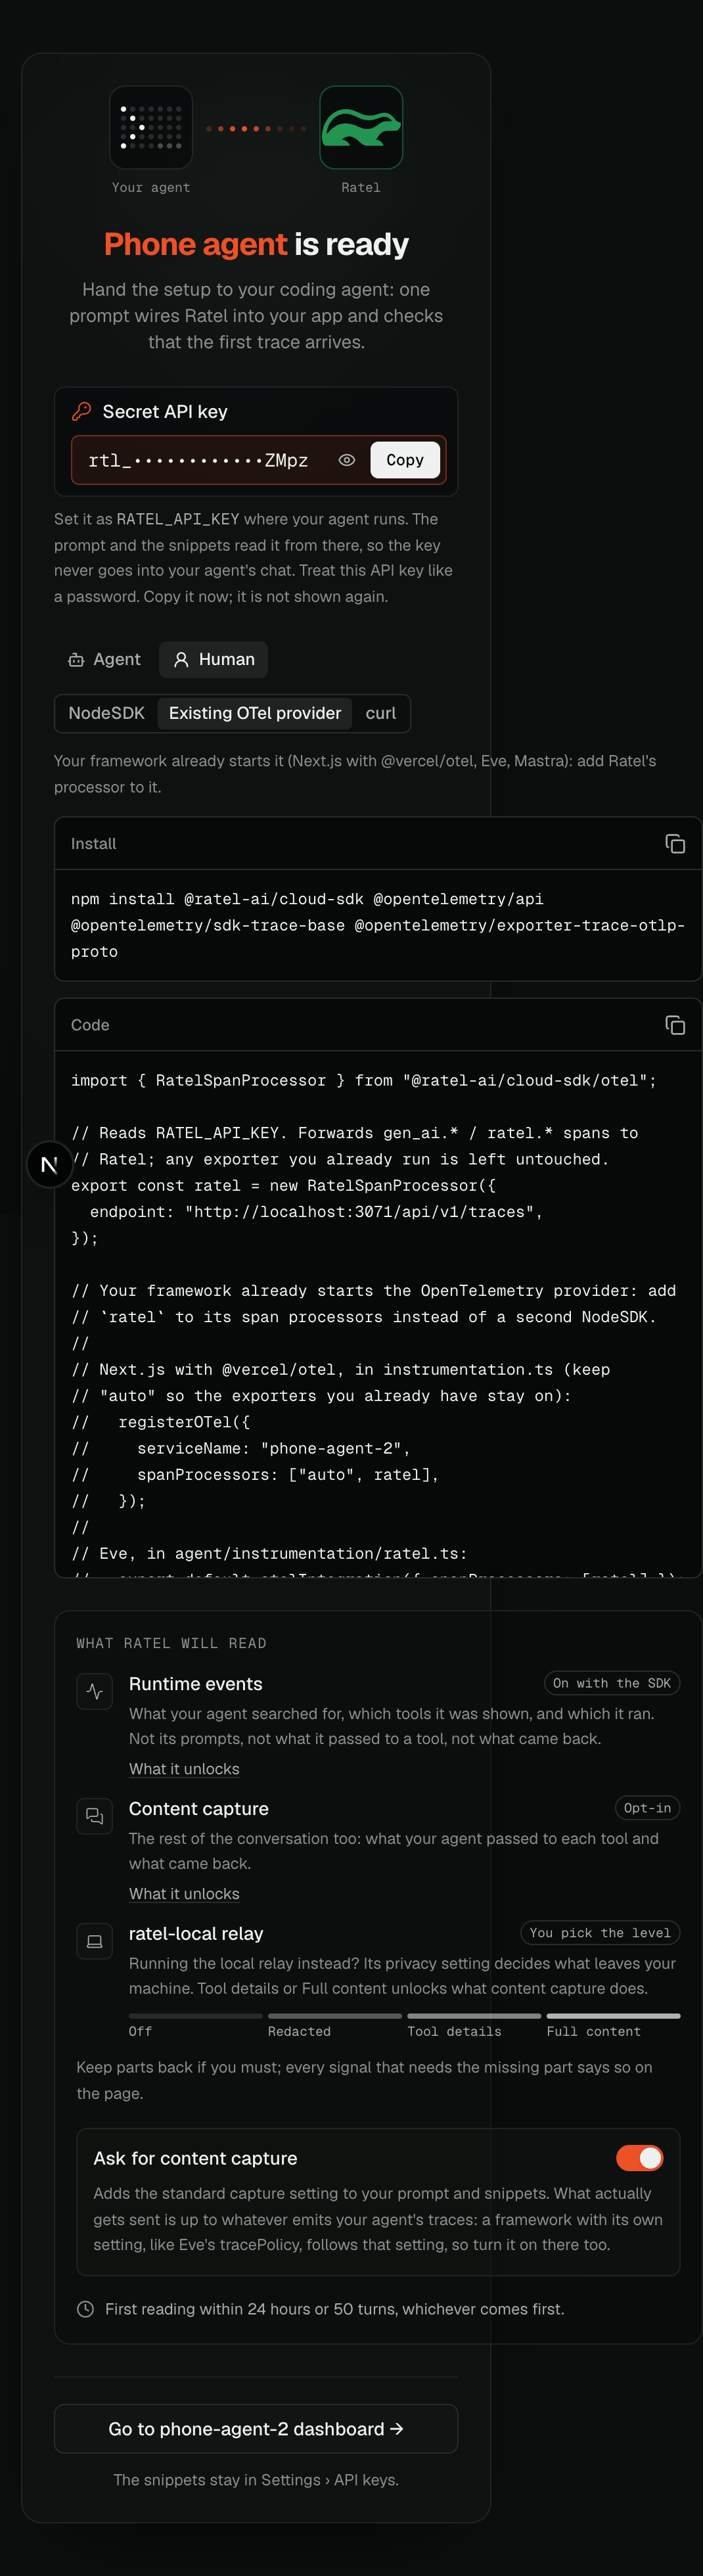 Your agent
Ratel
Phone agent is ready
Hand the setup to your coding agent: one
prompt wires Ratel into your app and checks
that the first trace arrives.
Secret API key
rtl_••••••••••••ZMpz
Copy
Set it as RATEL_API_KEY where your agent runs. The
prompt and the snippets read it from there, so the key
never goes into your agent's chat. Treat this API key like
a password. Copy it now; it is not shown again.
Agent
Human
NodeSDK
Existing OTel provider
curl
Your framework already starts it (Next.js with @vercel/otel, Eve, Mastra): add Ratel's
processor to it.
Install
npm install @ratel-ai/cloud-sdk @opentelemetry/api
@opentelemetry/sdk-trace-base @opentelemetry/exporter-trace-otlp-
proto
Code
import { RatelSpanProcessor } from "@ratel-ai/cloud-sdk/otel";
// Reads RATEL_API_KEY. Forwards gen_ai.* / ratel.* spans to
// Ratel; any exporter you already run is left untouched.
export const ratel = new RatelSpanProcessor({
  endpoint: "http://localhost:3071/api/v1/traces",
});
// Your framework already starts the OpenTelemetry provider: add
// `ratel` to its span processors instead of a second NodeSDK.
//
// Next.js with @vercel/otel, in instrumentation.ts (keep
// "auto" so the exporters you already have stay on):
//   registerOTel({
//     serviceName: "phone-agent-2",
//     spanProcessors: ["auto", ratel],
//   });
//
// Eve, in agent/instrumentation/ratel.ts:
N
WHAT RATEL WILL READ
Runtime events
On with the SDK
What your agent searched for, which tools it was shown, and which it ran.
Not its prompts, not what it passed to a tool, not what came back.
What it unlocks
Content capture
Opt-in
The rest of the conversation too: what your agent passed to each tool and
what came back.
What it unlocks
ratel-local relay
You pick the level
Running the local relay instead? Its privacy setting decides what leaves your
machine. Tool details or Full content unlocks what content capture does.
Off
Redacted
Tool details
Full content
Keep parts back if you must; every signal that needs the missing part says so on
the page.
Ask for content capture
Adds the standard capture setting to your prompt and snippets. What actually
gets sent is up to whatever emits your agent's traces: a framework with its own
setting, like Eve's tracePolicy, follows that setting, so turn it on there too.
First reading within 24 hours or 50 turns, whichever comes first.
Go to phone-agent-2 dashboard →
The snippets stay in Settings › API keys.